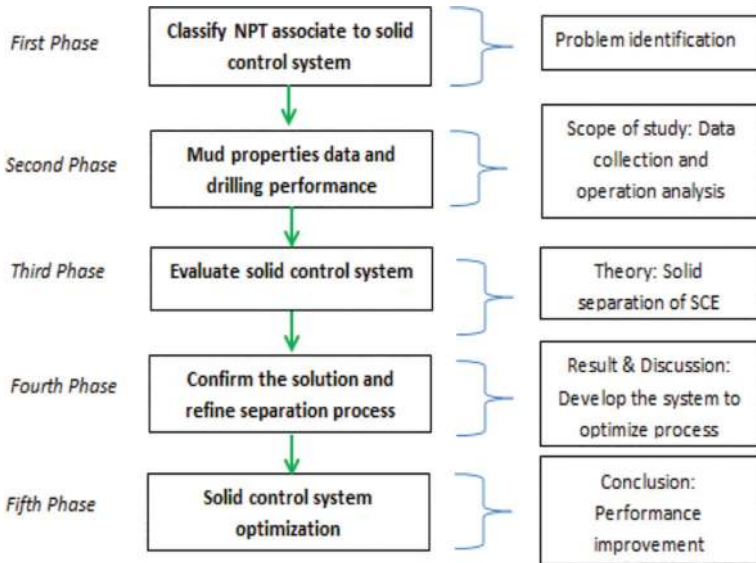 First Phase
Classify NPT associate to solid
control system
Problem identification
Second Phase
Mud properties data and
drilling performance
Scope of study: Data
collection and
operation analysis
Third Phase
Evaluate solid control system
Theory: Solid
separation of SCE
Fourth Phase
Confirm the solution and
refine separation process
Result & Discussion:
Develop the system to
optimize process
Fifth Phase
Solid control system
optimization
Conclusion:
Performance
improvement